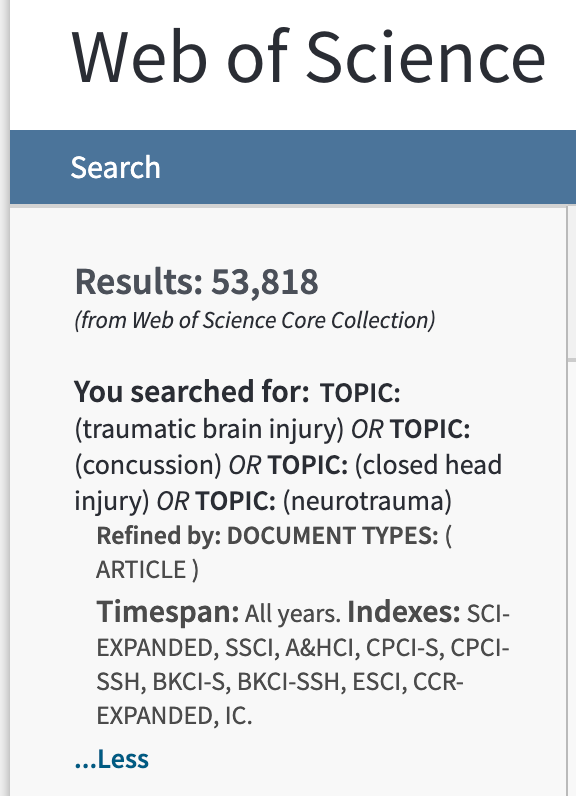 Web of Science
Search
Results: 53,818
(from Web of Science Core Collection)
You searched for: TOPIC:
(traumatic brain injury) OR TOPIC:
(concussion) OR TOPIC: (closed head
injury) OR TOPIC: (neurotrauma)
Refined by: DOCUMENT TYPES: (
ARTICLE )
Timespan: All years. Indexes: SCI-
EXPANDED, SSCI, A&HCI, CPCI-S, CPCI-
SSH, BKCI-S, BKCI-SSH, ESCI, CCR-
EXPANDED, IC.
...Less